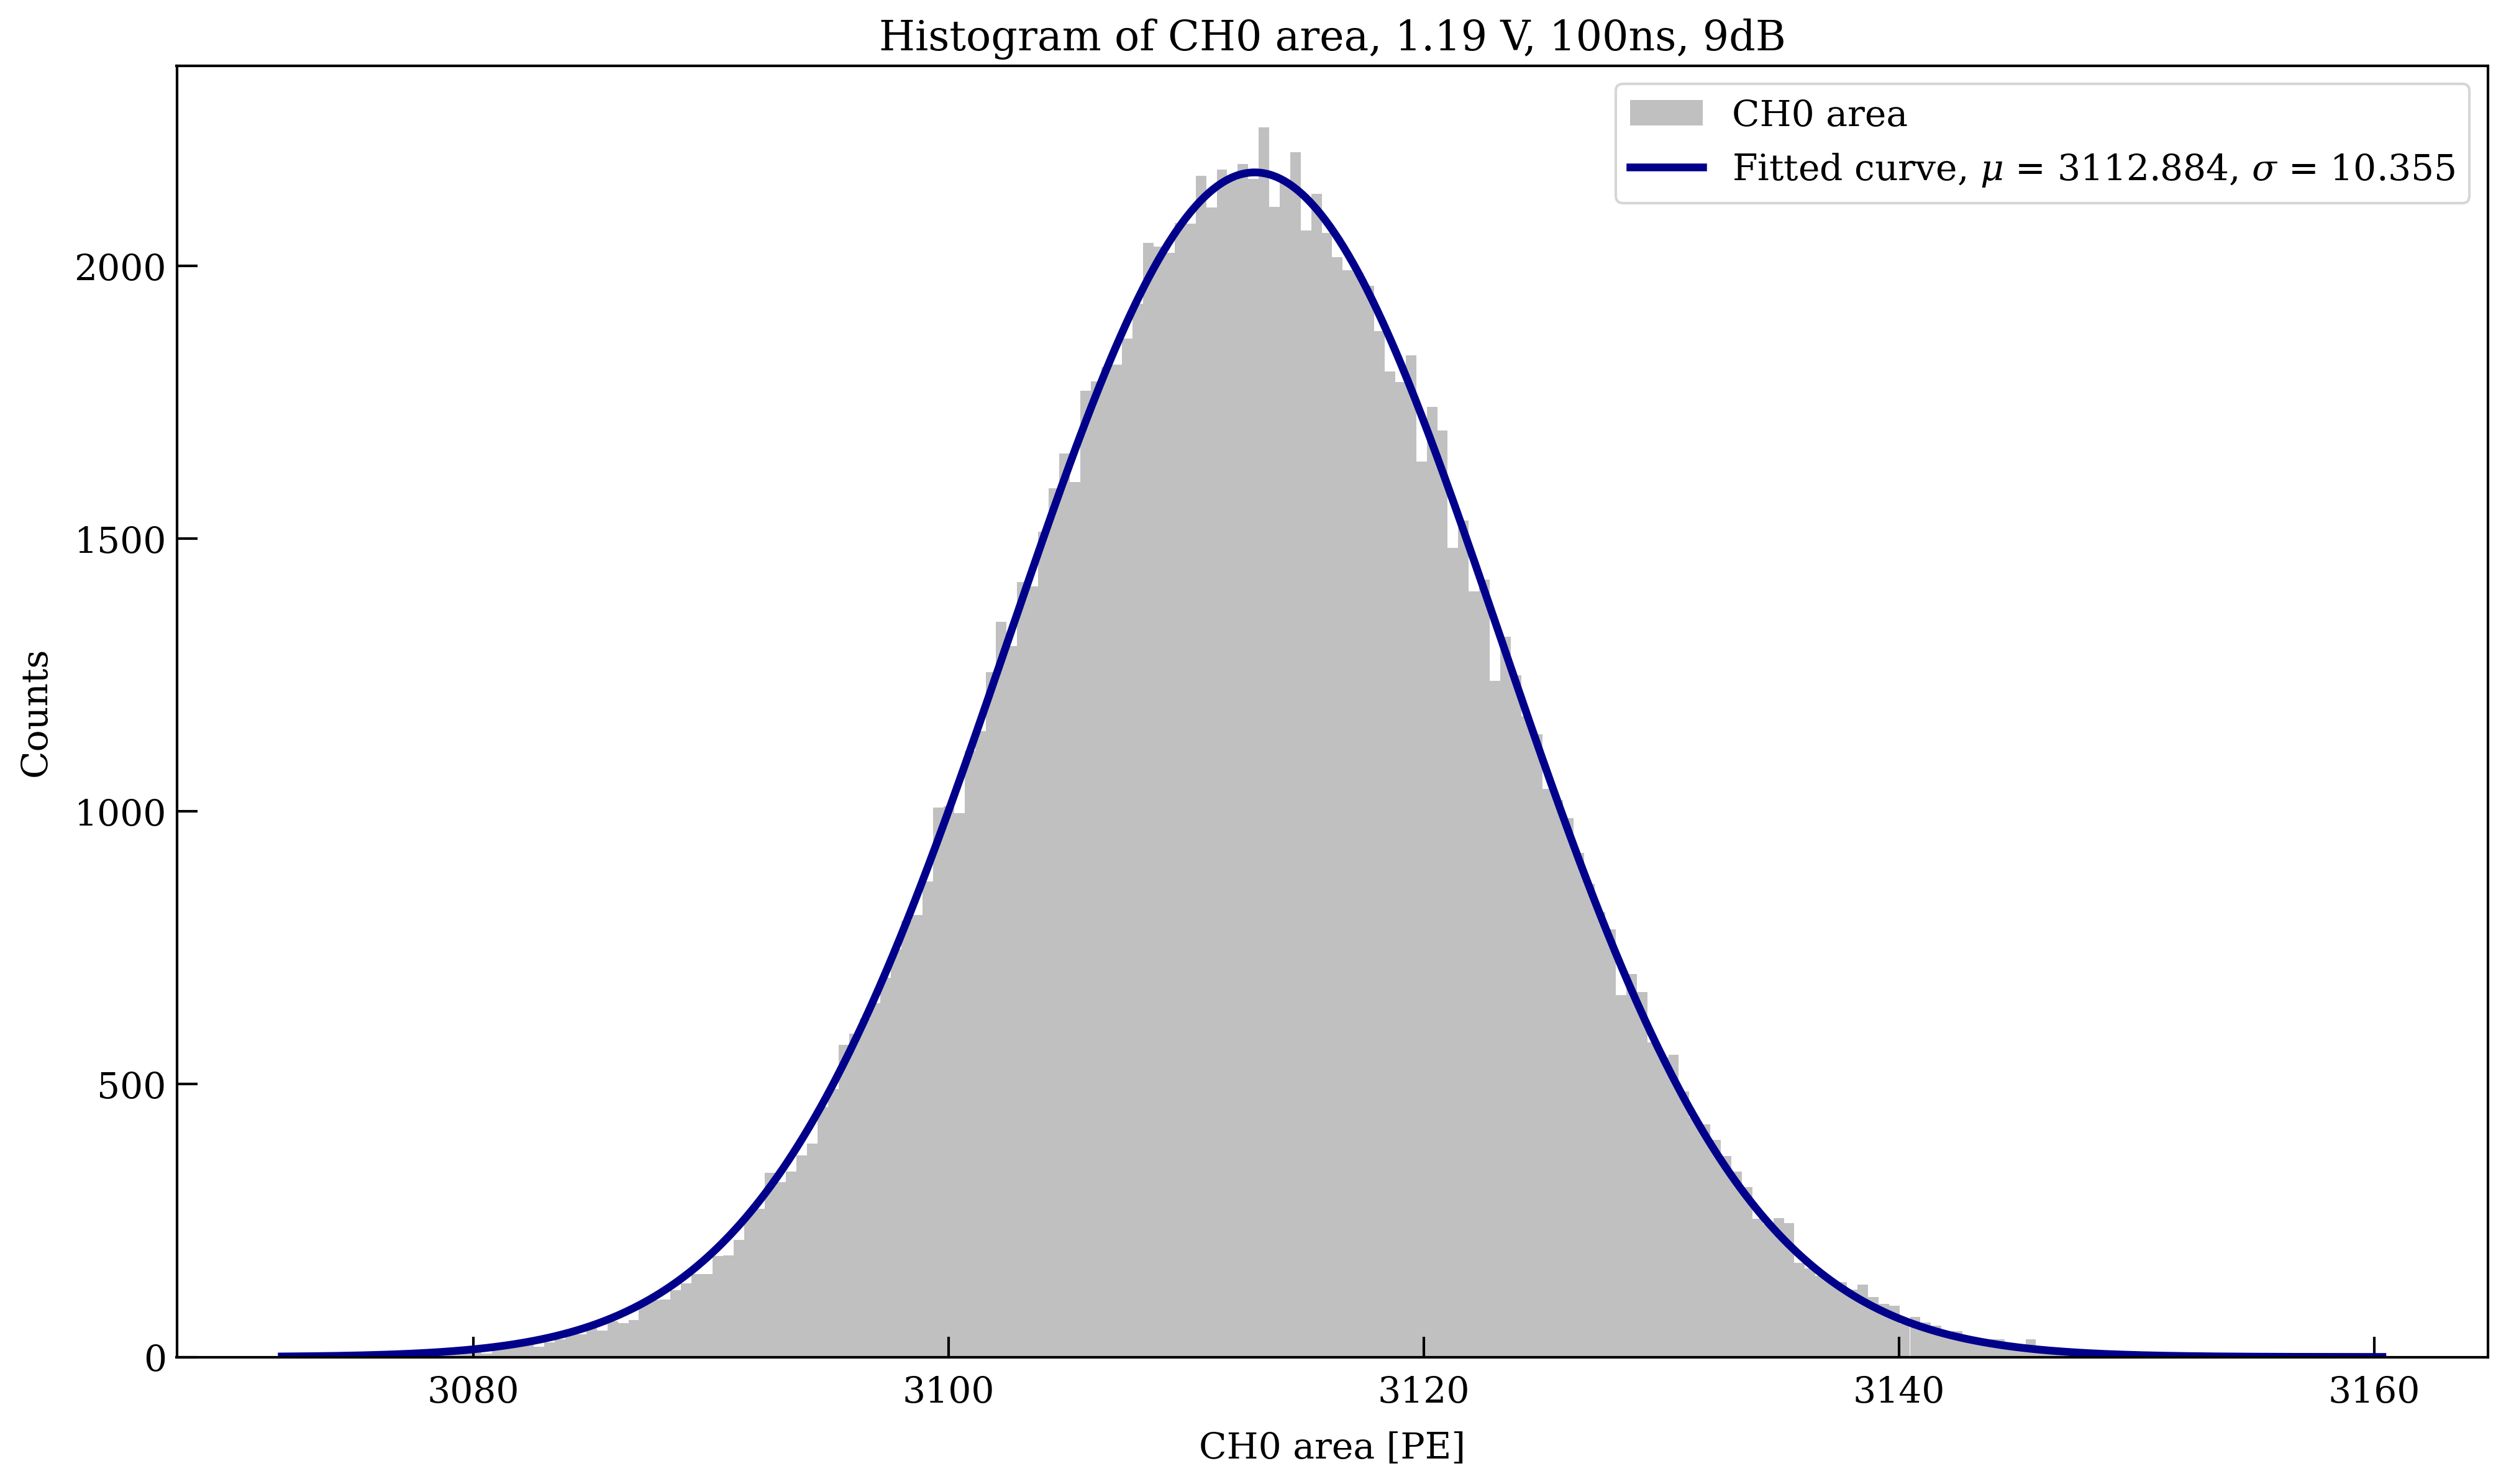 Histogram of CH0 area, 1.19 V, 100ns, 9dB
CH0 area
Fitted curve, μ = 3112.884, σ = 10.355
2000
1500
1000
500
0
Counts
3080 3100 3120 3140 3160
CH0 area [PE]